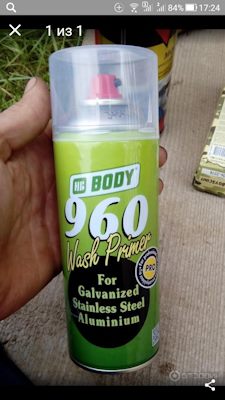 84% 17:24
1 из 1
HB BODY
960
Wash Primer
PRO
For
Galvanized
Stainless Steel
Aluminium